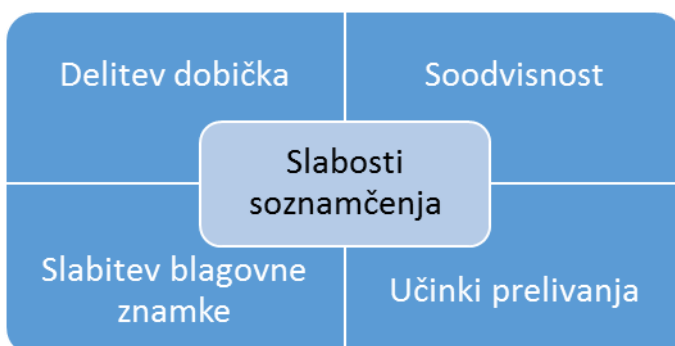 Delitev dobička
Soodvisnost
Slabosti
soznamčenja
Slabitev blagovne
znamke
Učinki prelivanja